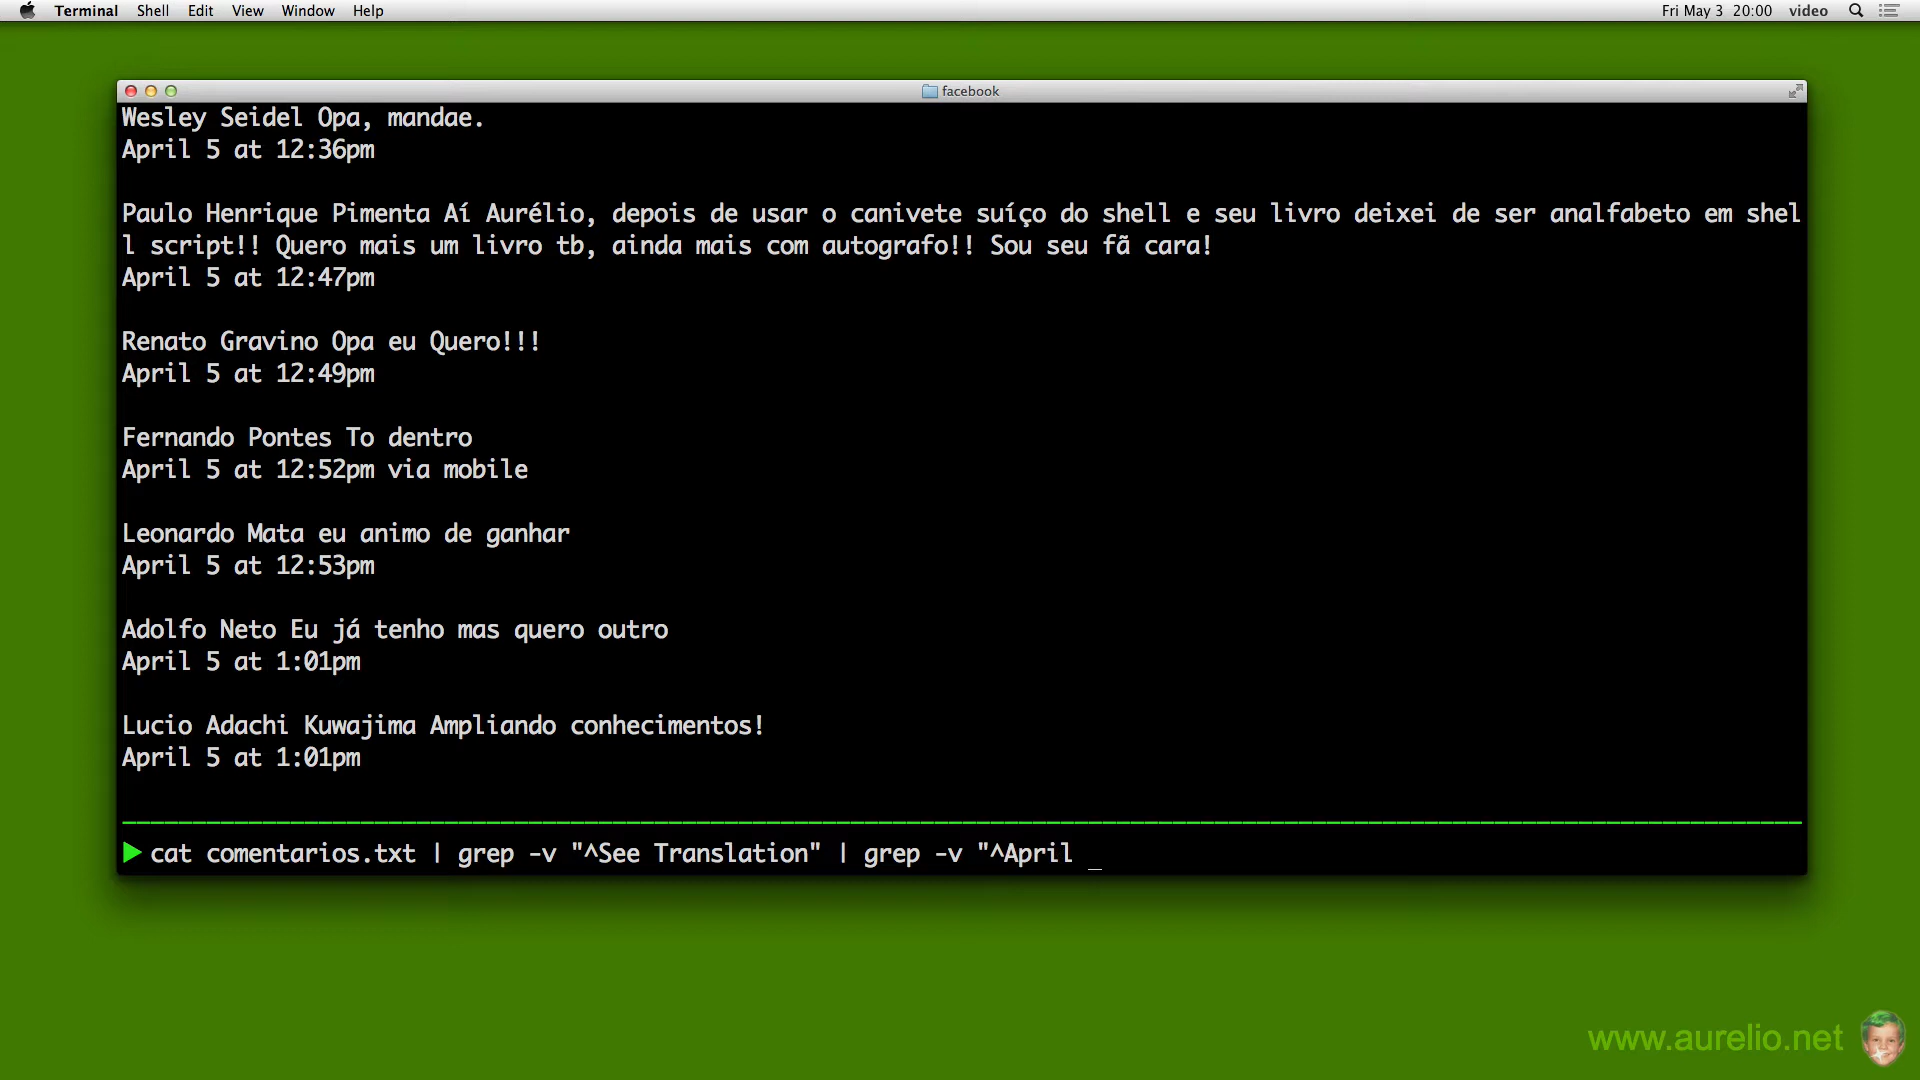 Terminal Shell Edit View Window Help Fri May 3 20:00 video
facebook
Wesley Seidel Opa, mandae.
April 5 at 12:36pm
Paulo Henrique Pimenta Aí Aurélio, depois de usar o canivete suíço do shell e seu livro deixei de ser analfabeto em shel
l script!! Quero mais um livro tb, ainda mais com autografo!! Sou seu fã cara!
April 5 at 12:47pm
Renato Gravino Opa eu Quero!!!
April 5 at 12:49pm
Fernando Pontes To dentro
April 5 at 12:52pm via mobile
Leonardo Mata eu animo de ganhar
April 5 at 12:53pm
Adolfo Neto Eu já tenho mas quero outro
April 5 at 1:01pm
Lucio Adachi Kuwajima Ampliando conhecimentos!
April 5 at 1:01pm
cat comentarios.txt | grep -v "^See Translation" | grep -v "^April _
www.aurelio.net